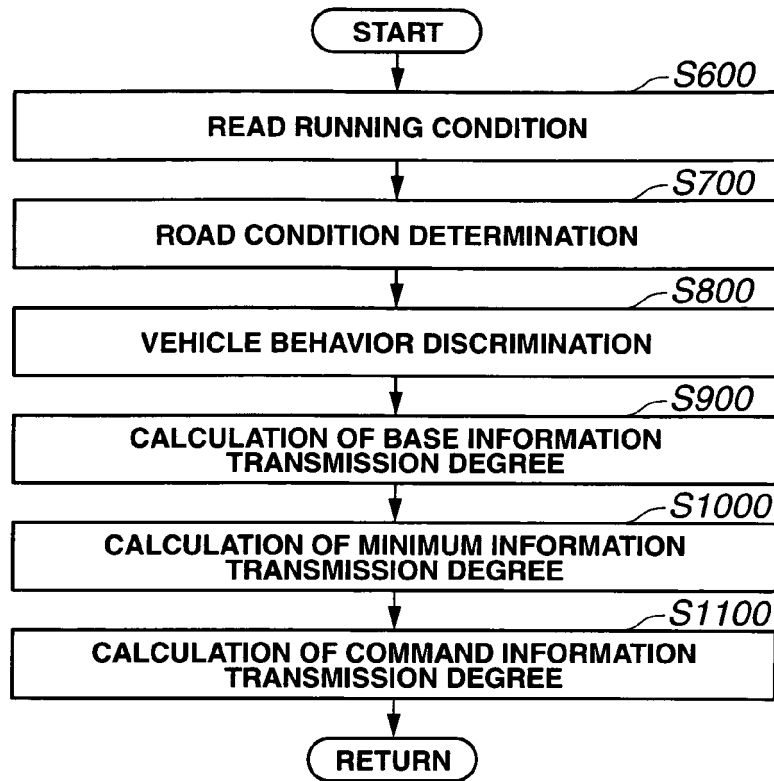 START
S600
READ RUNNING CONDITION
S700
ROAD CONDITION DETERMINATION
S800
VEHICLE BEHAVIOR DISCRIMINATION
S900
CALCULATION OF BASE INFORMATION
TRANSMISSION DEGREE
S1000
CALCULATION OF MINIMUM INFORMATION
TRANSMISSION DEGREE
S1100
CALCULATION OF COMMAND INFORMATION
TRANSMISSION DEGREE
RETURN